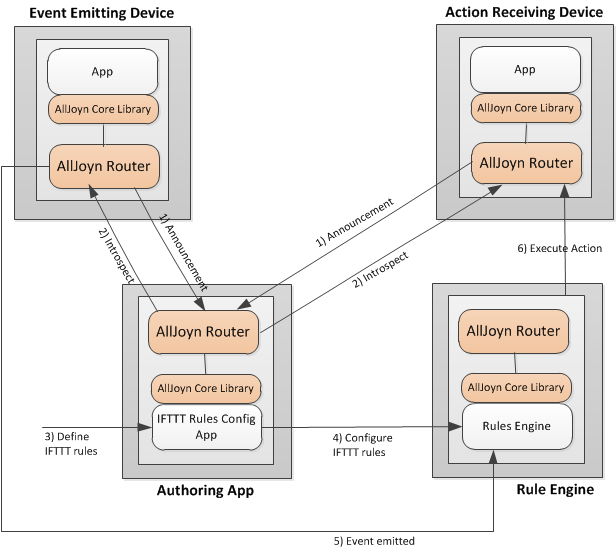 Event Emitting Device
Action Receiving Device
App
AllJoyn Core Library
AllJoyn Router
App
AllJoyn Core Library
AllJoyn Router
1) Announcement
2) Introspect
1) Announcement
2) Introspect
6) Execute Action
AllJoyn Router
AllJoyn Core Library
IFTTT Rules Config
App
AllJoyn Router
AllJoyn Core Library
Rules Engine
3) Define
IFTTT rules
4) Configure
IFTTT rules
Authoring App
Rule Engine
5) Event emitted